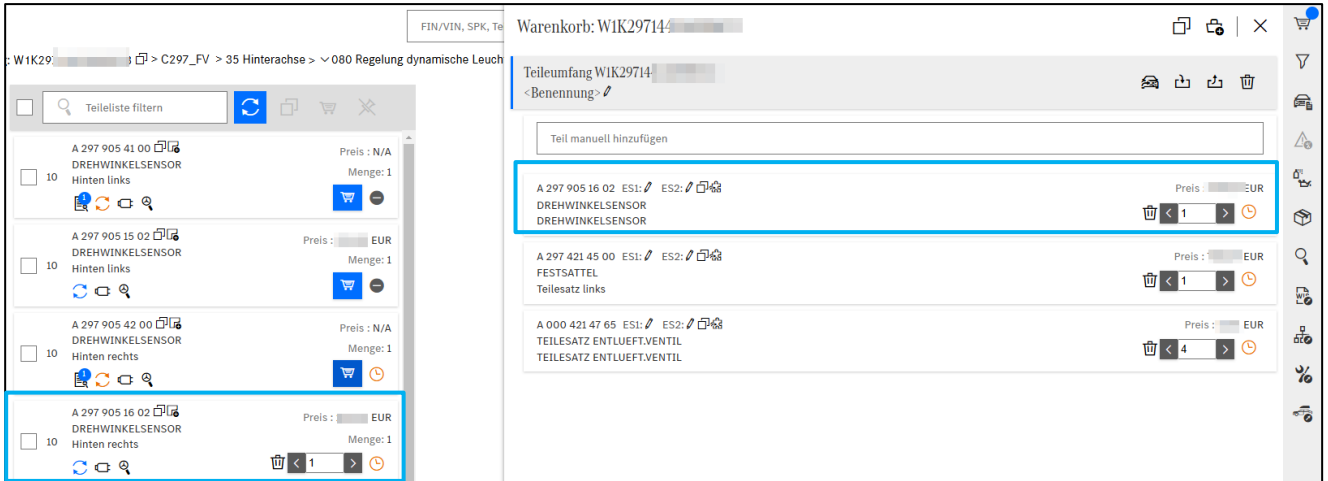 FIN/VIN, SPK, Te
: W1K29 > C297_FV > 35 Hinterachse > 080 Regelung dynamische Leuch
Teileliste filtern
A 297 905 41 00
Preis : N/A
DREHWINKELSENSOR
10
Hinten links
Menge: 1
1
A 297 905 15 02
Preis : EUR
DREHWINKELSENSOR
10
Hinten links
Menge: 1
A 297 905 42 00
Preis : N/A
DREHWINKELSENSOR
10
Hinten rechts
Menge: 1
1
A 297 905 16 02
Preis : EUR
DREHWINKELSENSOR
10
Hinten rechts
Menge: 1
1
Warenkorb: W1K29714
Teileumfang W1K29714
<Benennung>
Teil manuell hinzufügen
A 297 905 16 02 ES1: ES2:
Preis : EUR
DREHWINKELSENSOR
DREHWINKELSENSOR
1
A 297 421 45 00 ES1: ES2:
Preis : EUR
FESTSATTEL
Teilesatz links
1
A 000 421 47 65 ES1: ES2:
Preis : EUR
TEILESATZ ENTLUEFT.VENTIL
TEILESATZ ENTLUEFT.VENTIL
4
WIP